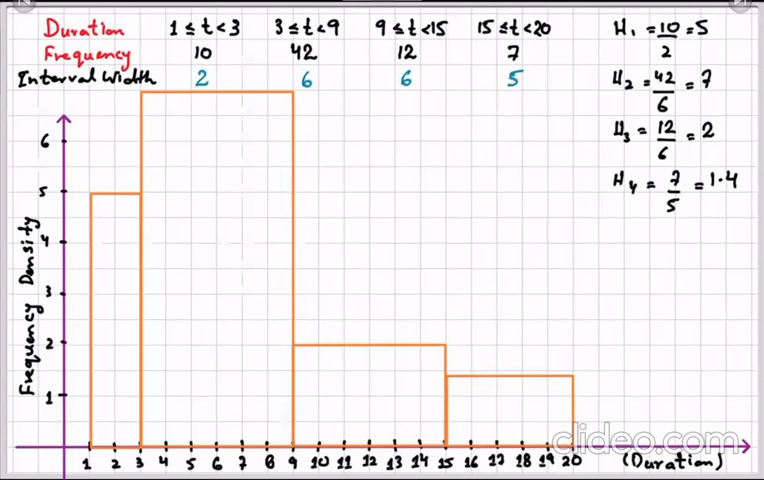 Duration 1 ≤ t < 3 3 ≤ t < 9 9 ≤ t < 15 15 ≤ t < 20
Frequency 10 42 12 7
Interval Width 2 6 6 5
H₁ = 10/2 = 5
H₂ = 42/6 = 7
H₃ = 12/6 = 2
H₄ = 7/5 = 1.4
Frequency Density
6
5
4
3
2
1
1 2 3 4 5 6 7 8 9 10 11 12 13 14 15 16 17 18 19 20 (Duration)
clideo.com